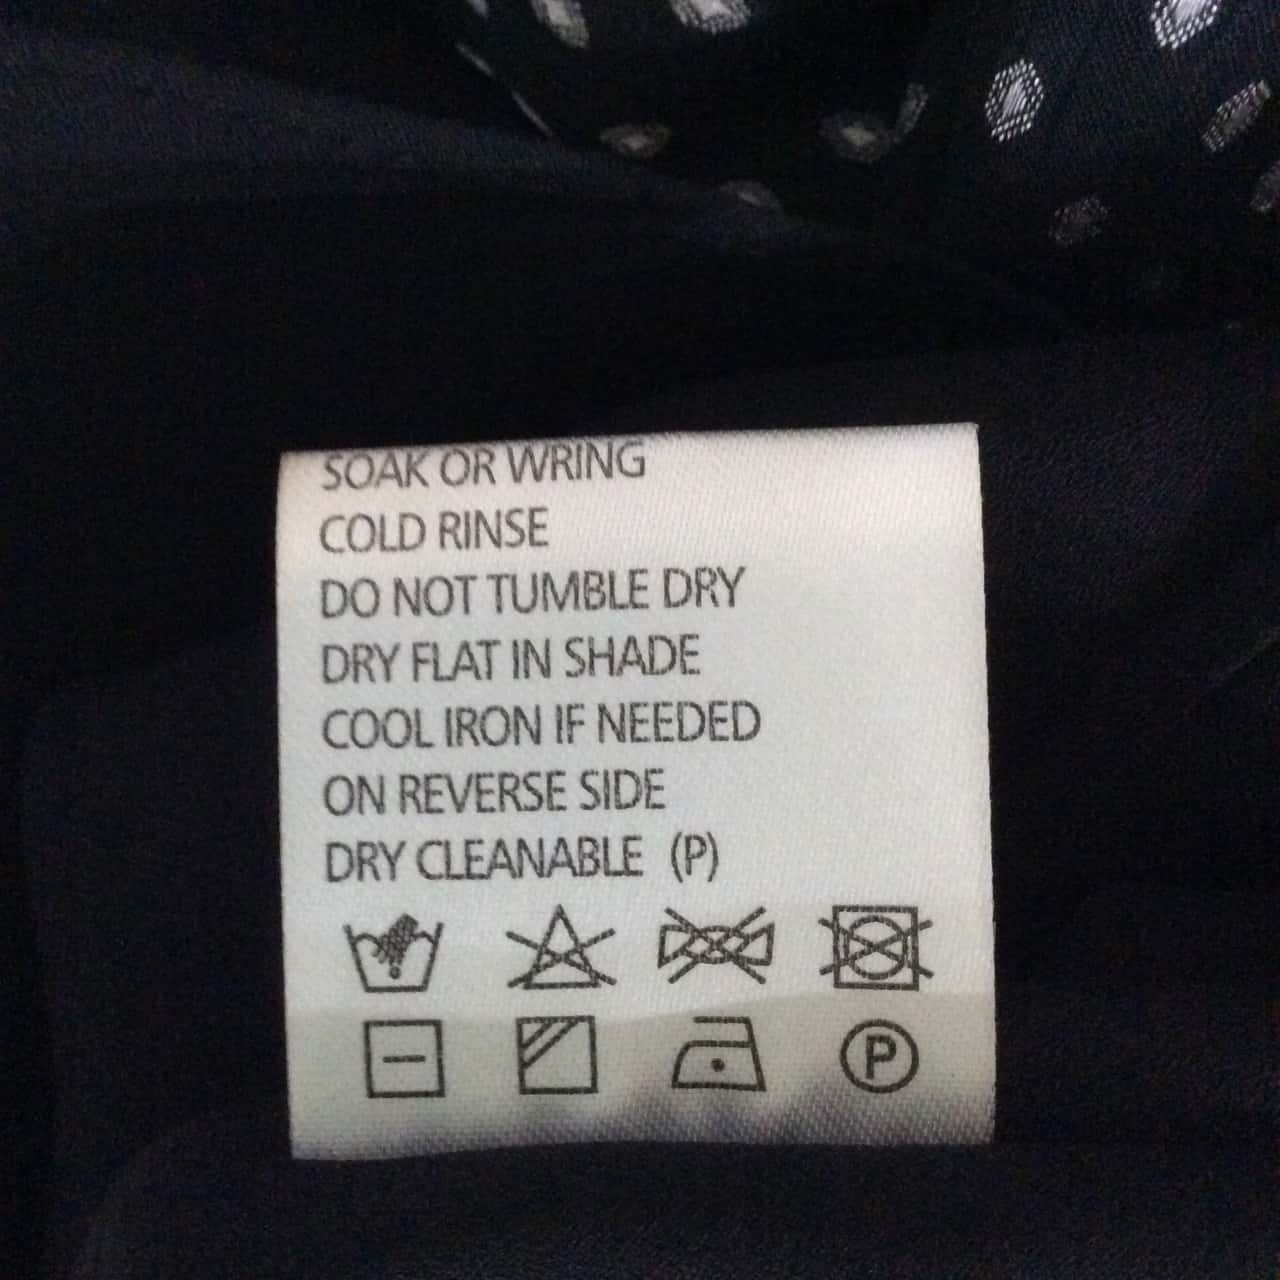 SOAK OR WRING
COLD RINSE
DO NOT TUMBLE DRY
DRY FLAT IN SHADE
COOL IRON IF NEEDED
ON REVERSE SIDE
DRY CLEANABLE (P)
P